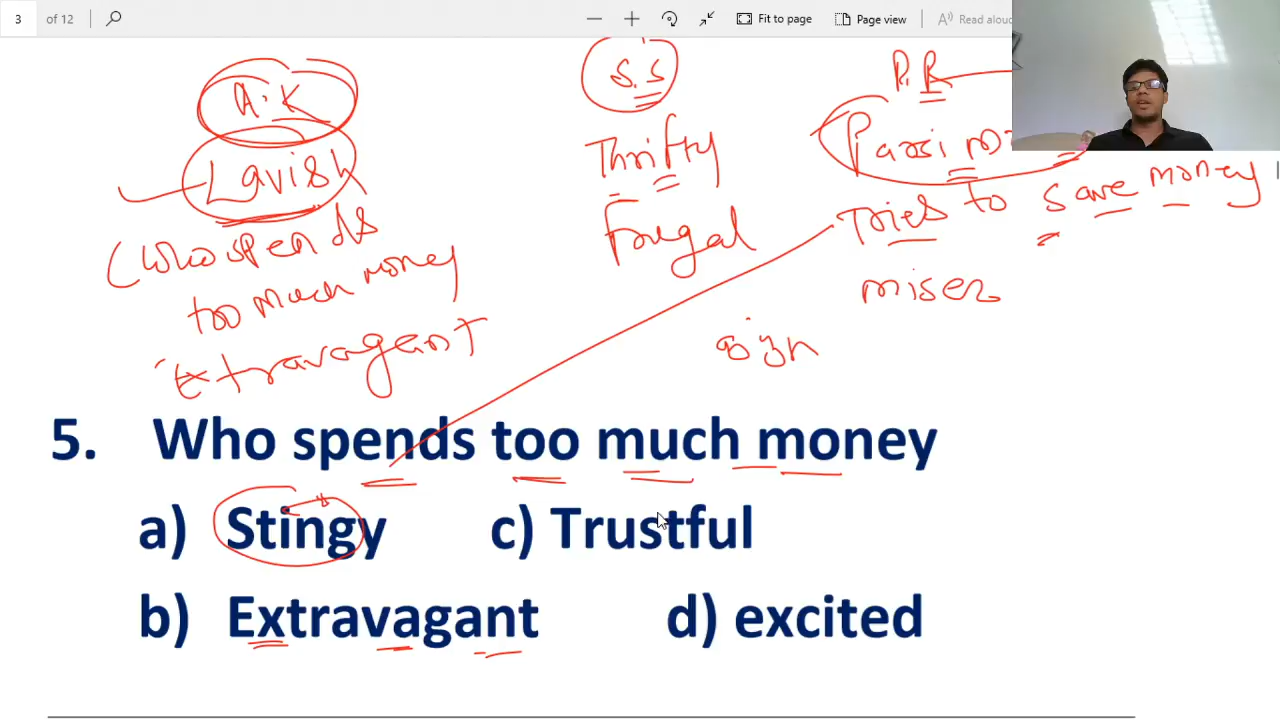 3 of 12 Fit to page Page view Read aloud
A.K
S.S
P.R
Lavish
Thrifty
Parsim
(Who spends
too much money
Extravagant
Frugal
Tries to save money
miser
5. Who spends too much money
a) Stingy c) Trustful
b) Extravagant d) excited